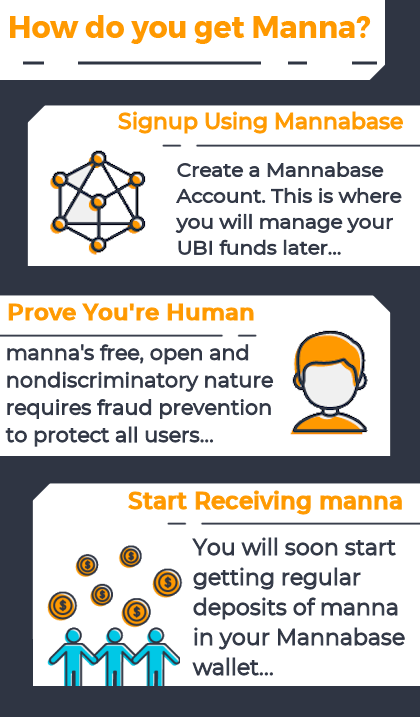 How do you get Manna?
Signup Using Mannabase
Create a Mannabase
Account. This is where
you will manage your
UBI funds later...
Prove You're Human
manna's free, open and
nondiscriminatory nature
requires fraud prevention
to protect all users...
Start Receiving manna
You will soon start
getting regular
deposits of manna
in your Mannabase
wallet...